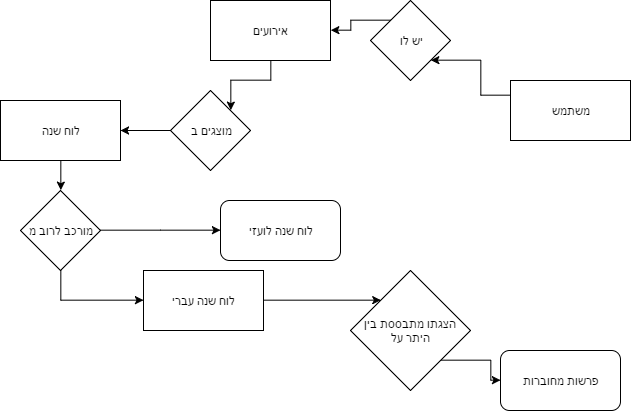 אירועים
יש לו
משתמש
מוצגים ב
לוח שנה
מורכב לרוב מ
לוח שנה לועזי
לוח שנה עברי
הצגתו מתבססת בין
היתר על
פרשות מחוברות